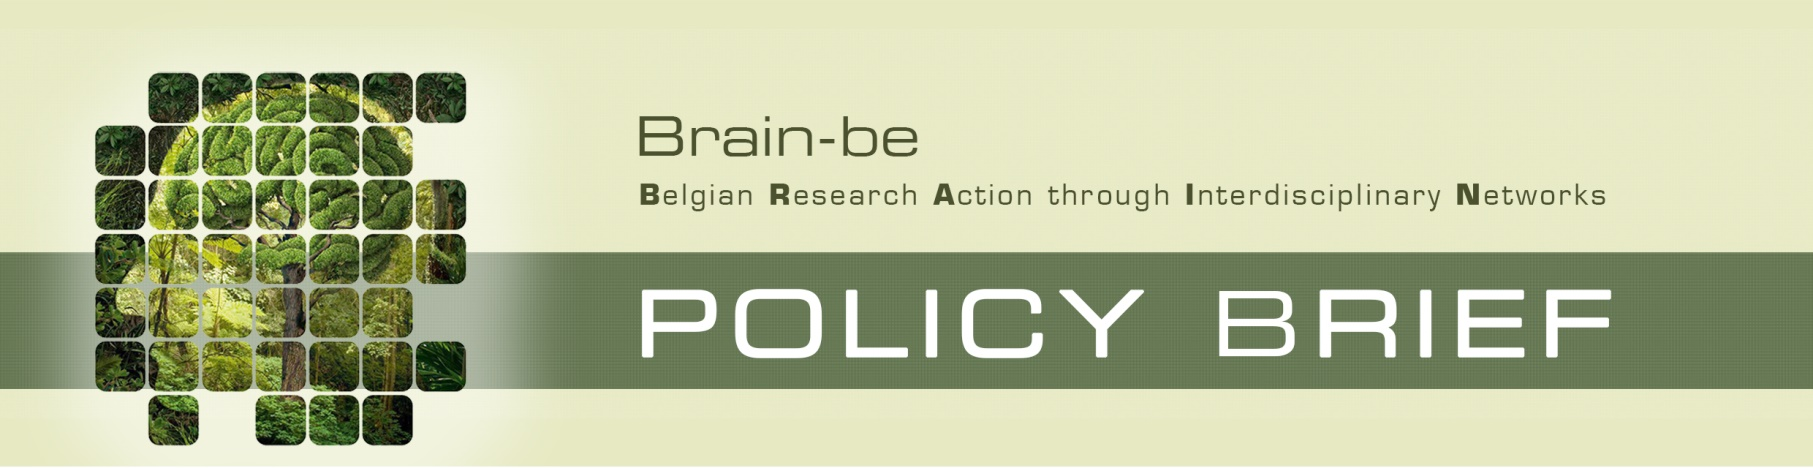 Brain-be
Belgian Research Action through Interdisciplinary Networks
POLICY BRIEF